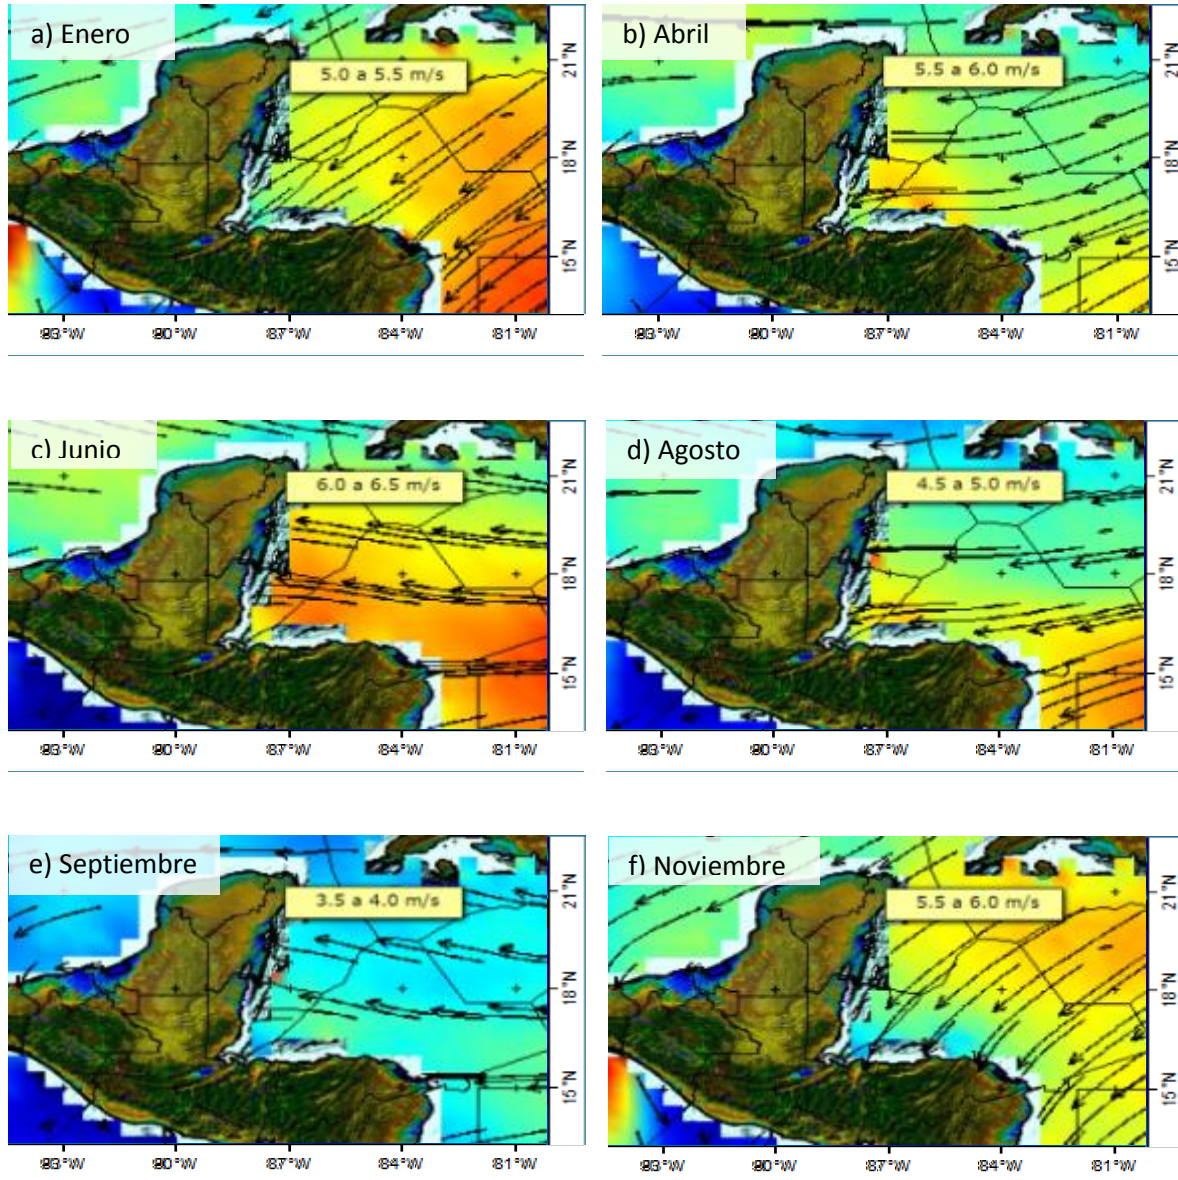 a) Enero
5.0 a 5.5 m/s
21°N
18°N
15°N
93°W 90°W 87°W 84°W 81°W
b) Abril
5.5 a 6.0 m/s
21°N
18°N
15°N
93°W 90°W 87°W 84°W 81°W
c) Junio
6.0 a 6.5 m/s
21°N
18°N
15°N
93°W 90°W 87°W 84°W 81°W
d) Agosto
4.5 a 5.0 m/s
21°N
18°N
15°N
93°W 90°W 87°W 84°W 81°W
e) Septiembre
3.5 a 4.0 m/s
21°N
18°N
15°N
93°W 90°W 87°W 84°W 81°W
f) Noviembre
5.5 a 6.0 m/s
21°N
18°N
15°N
93°W 90°W 87°W 84°W 81°W